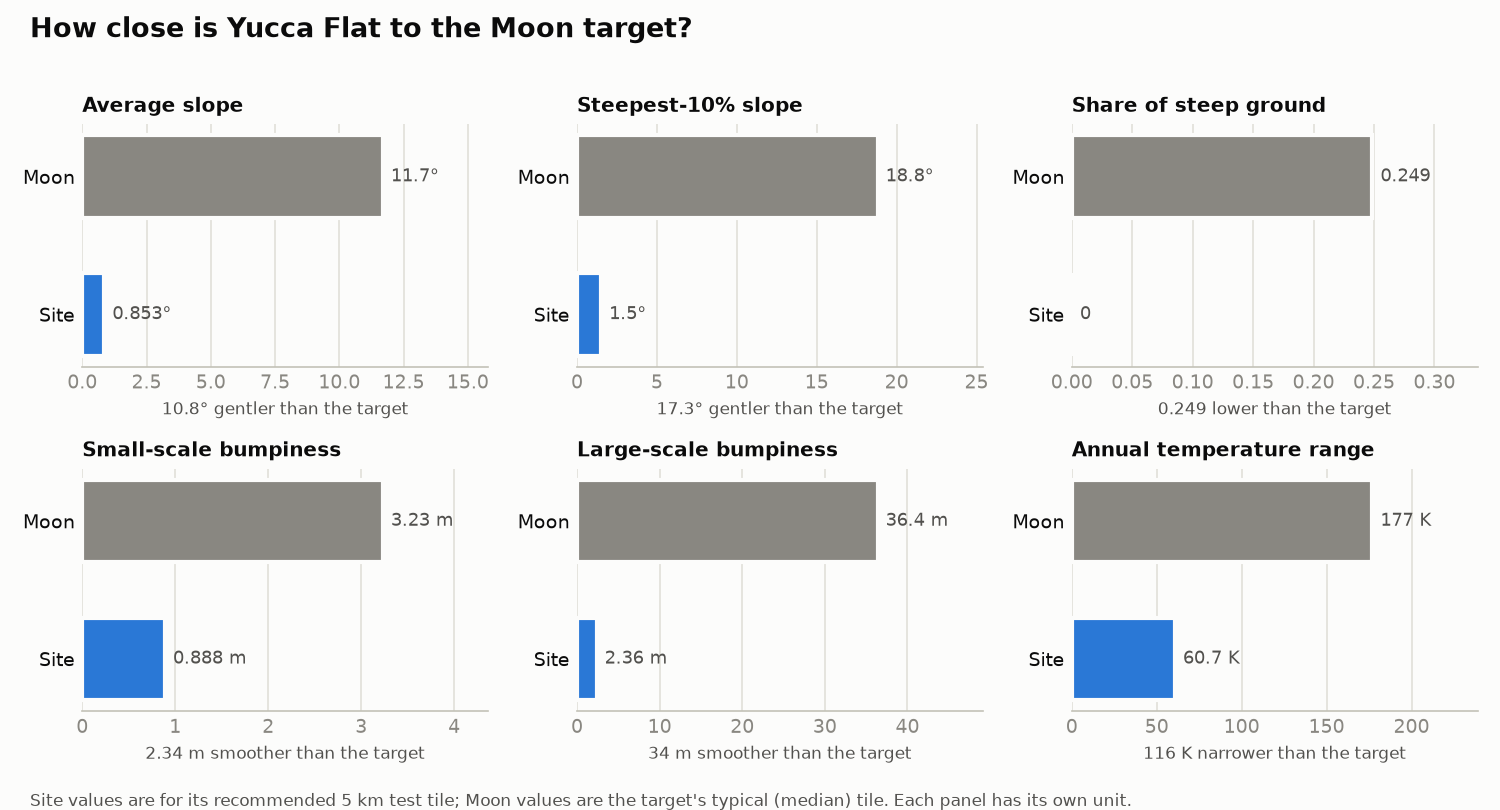 How close is Yucca Flat to the Moon target?
Average slope
Moon
11.7°
Site
0.853°
0.0 2.5 5.0 7.5 10.0 12.5 15.0
10.8° gentler than the target
Steepest-10% slope
Moon
18.8°
Site
1.5°
0 5 10 15 20 25
17.3° gentler than the target
Share of steep ground
Moon
0.249
Site
0
0.00 0.05 0.10 0.15 0.20 0.25 0.30
0.249 lower than the target
Small-scale bumpiness
Moon
3.23 m
Site
0.888 m
0 1 2 3 4
2.34 m smoother than the target
Large-scale bumpiness
Moon
36.4 m
Site
2.36 m
0 10 20 30 40
34 m smoother than the target
Annual temperature range
Moon
177 K
Site
60.7 K
0 50 100 150 200
116 K narrower than the target
Site values are for its recommended 5 km test tile; Moon values are the target's typical (median) tile. Each panel has its own unit.